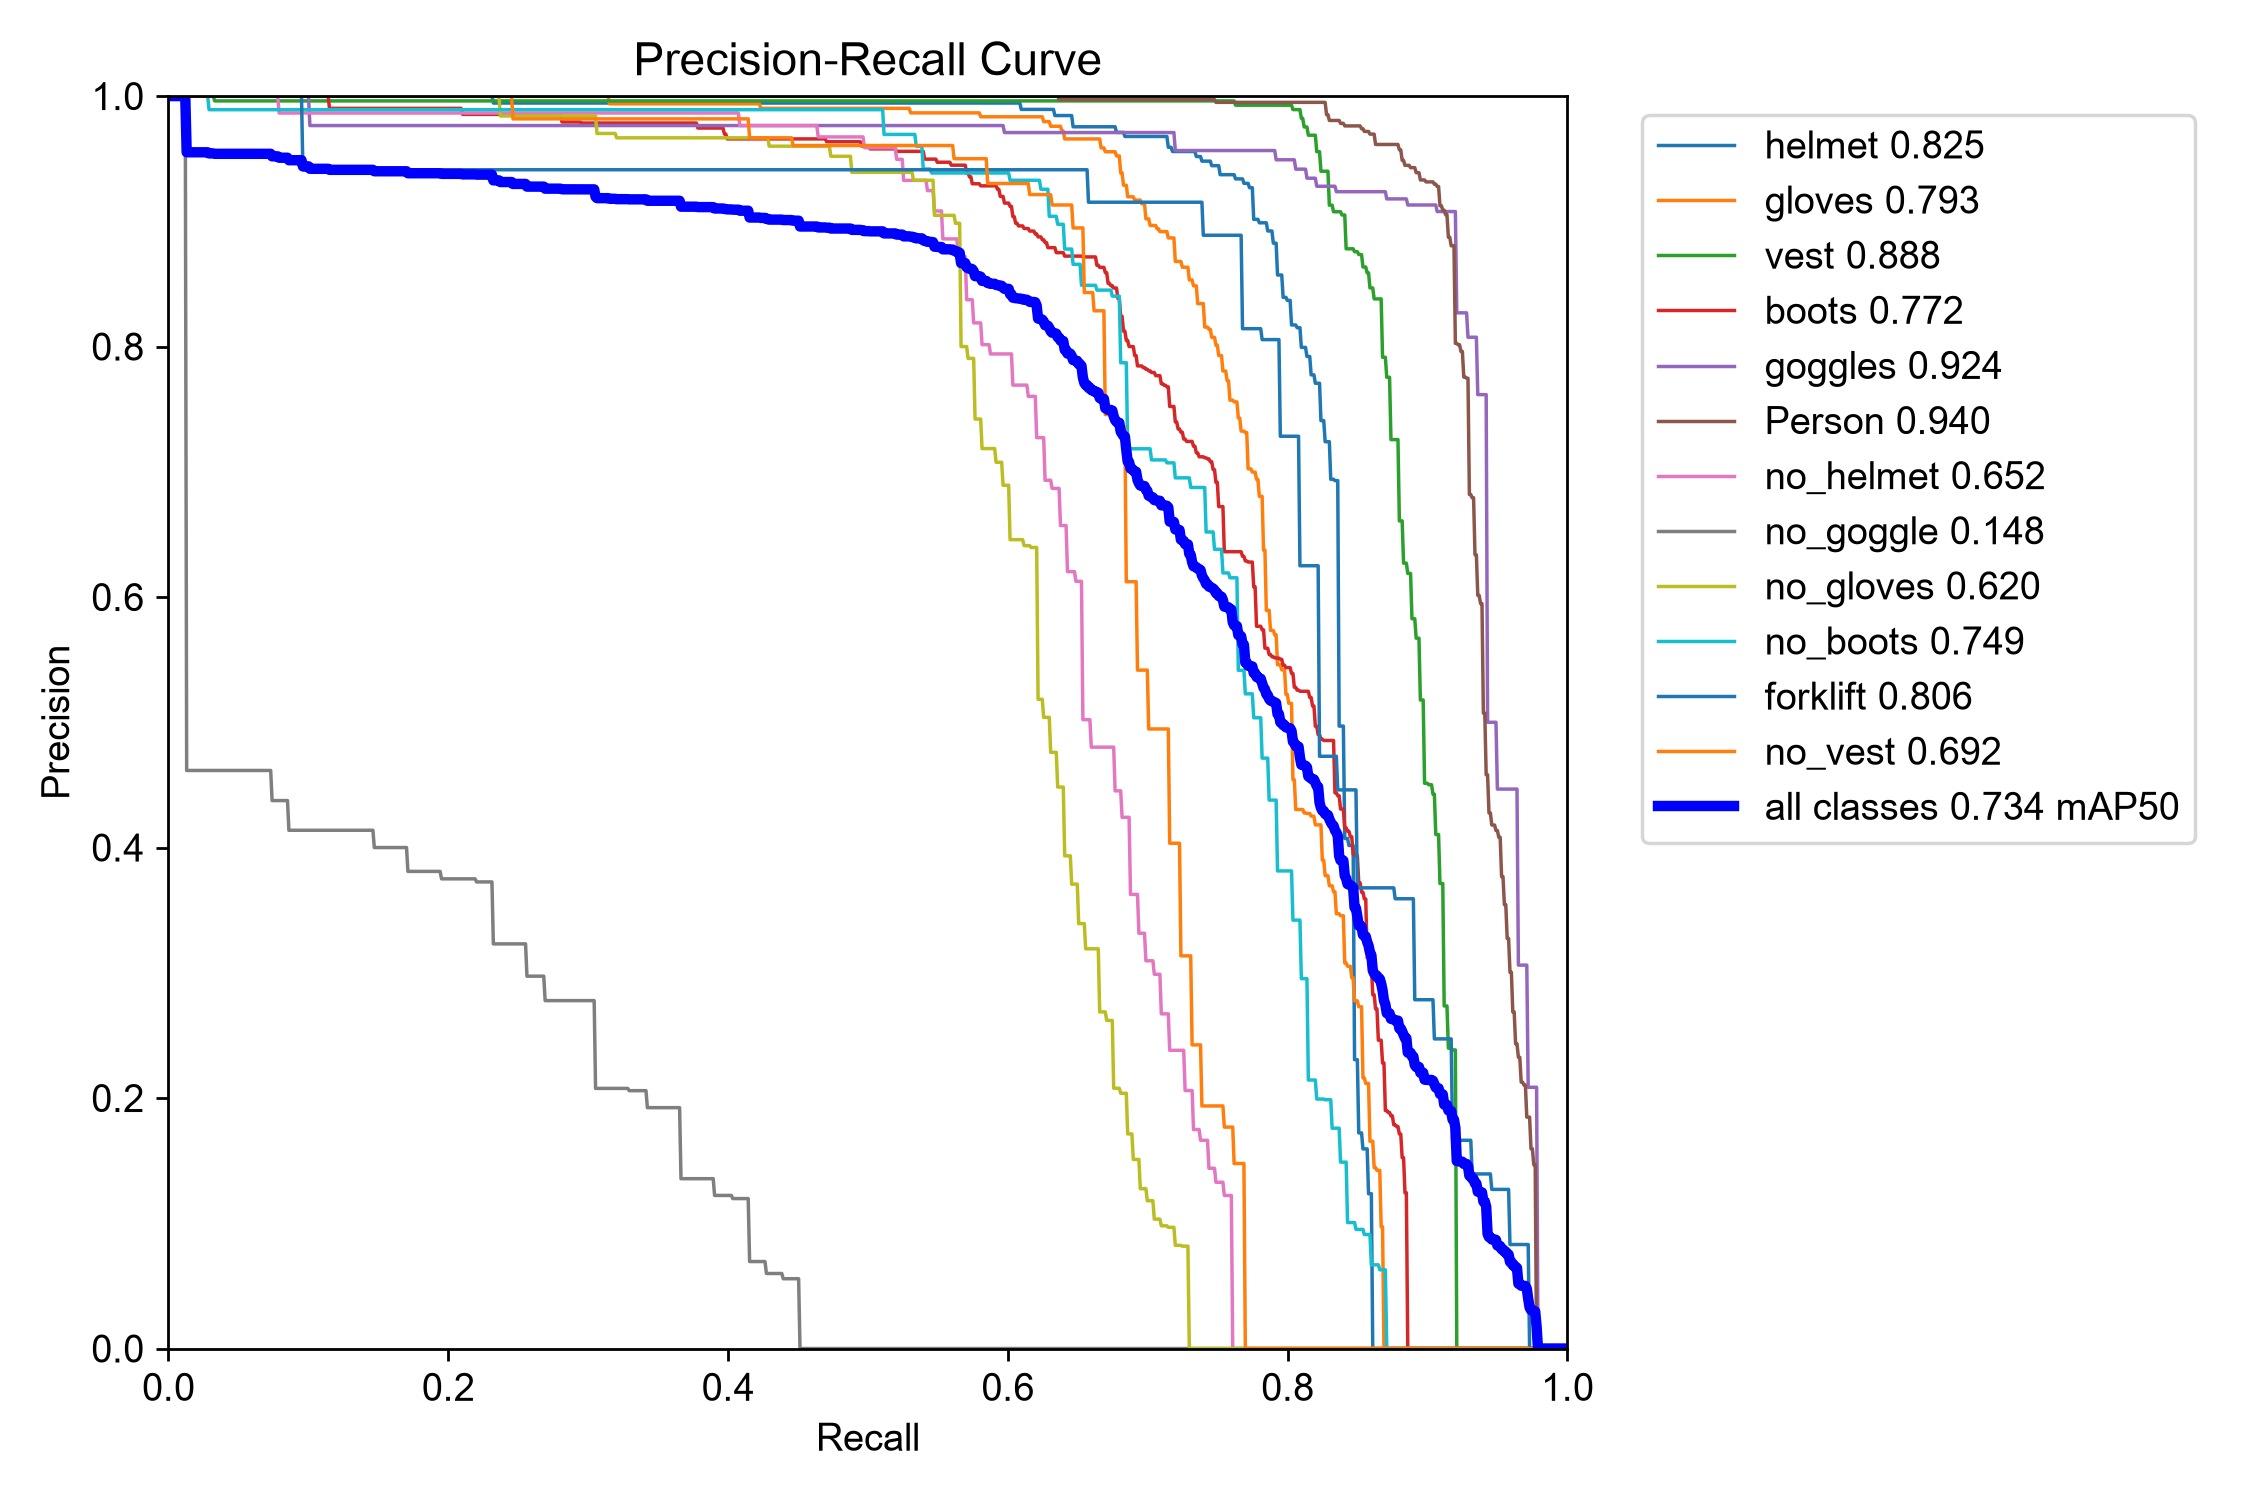 Precision-Recall Curve
1.0
0.8
0.6
0.4
0.2
0.0
Precision
0.0 0.2 0.4 0.6 0.8 1.0
Recall
helmet 0.825
gloves 0.793
vest 0.888
boots 0.772
goggles 0.924
Person 0.940
no_helmet 0.652
no_goggle 0.148
no_gloves 0.620
no_boots 0.749
forklift 0.806
no_vest 0.692
all classes 0.734 mAP50